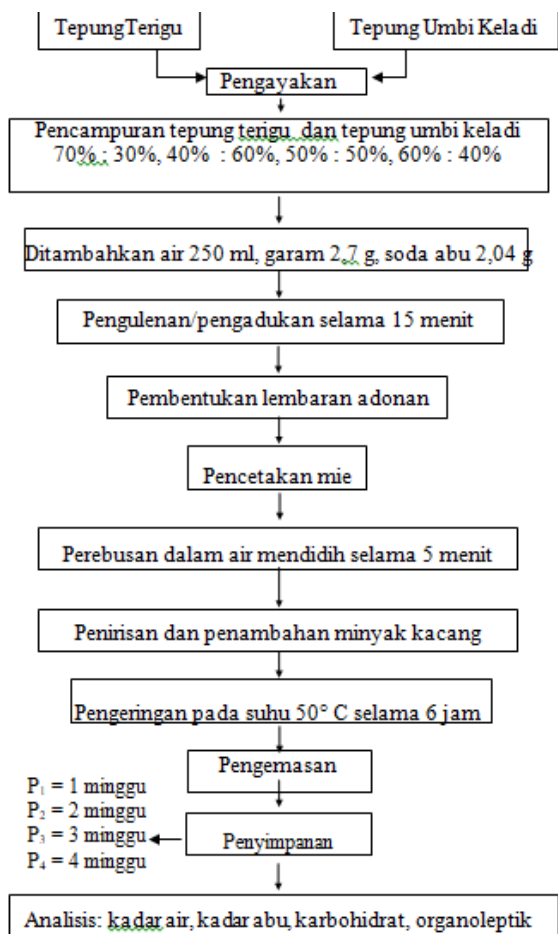 TepungTerigu
Tepung Umbi Keladi
Pengayakan
Pencampuran tepung terigu dan tepung umbi keladi
70% : 30%, 40% : 60%, 50% : 50%, 60% : 40%
Ditambahkan air 250 ml, garam 2,7 g, soda abu 2,04 g
Pengulenan/pengadukan selama 15 menit
Pembentukan lembaran adonan
Pencetakan mie
Perebusan dalam air mendidih selama 5 menit
Penirisan dan penambahan minyak kacang
Pengeringan pada suhu 50° C selama 6 jam
Pengemasan
P₁ = 1 minggu
P₂ = 2 minggu
P₃ = 3 minggu
P₄ = 4 minggu
Penyimpanan
Analisis: kadar air, kadar abu, karbohidrat, organoleptik